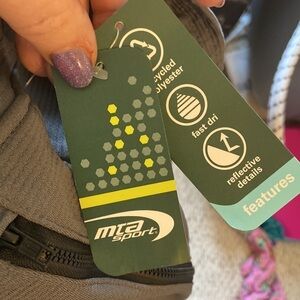 recycled
polyester
fast dri
reflective
details
features
mta
sport